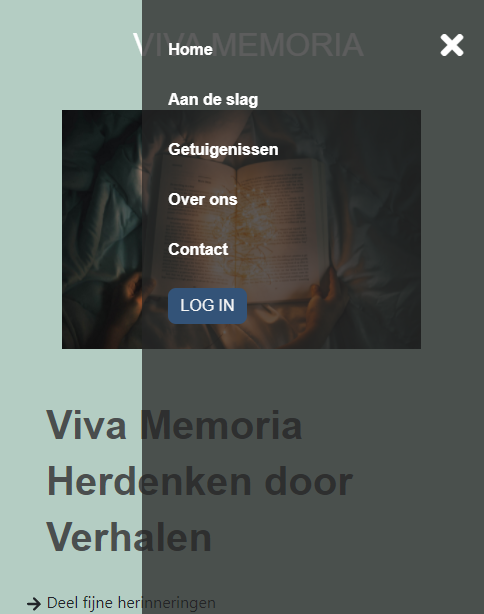 VIVA MEMORIA
Home
Aan de slag
Getuigenissen
Over ons
Contact
LOG IN
Viva Memoria
Herdenken door
Verhalen
Deel fijne herinneringen